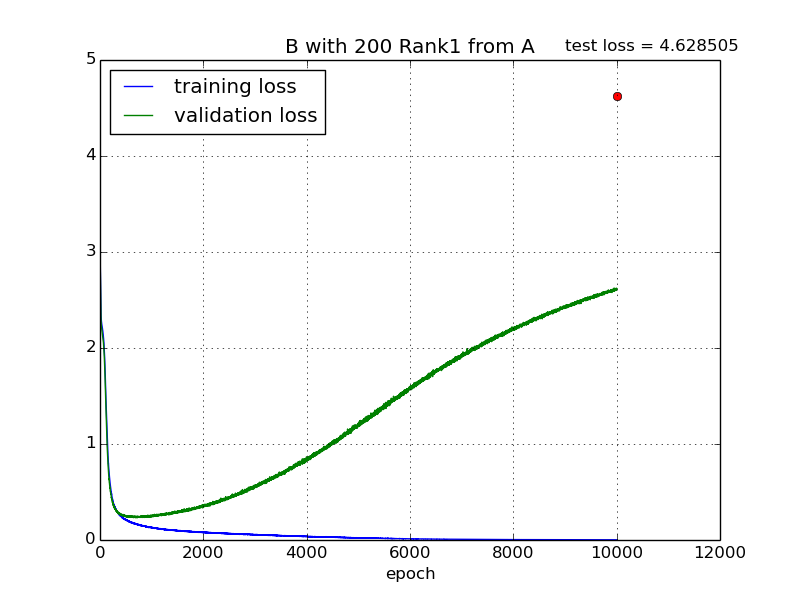 B with 200 Rank1 from A
test loss = 4.628505
training loss
validation loss
5
4
3
2
1
0
0 2000 4000 6000 8000 10000 12000
epoch